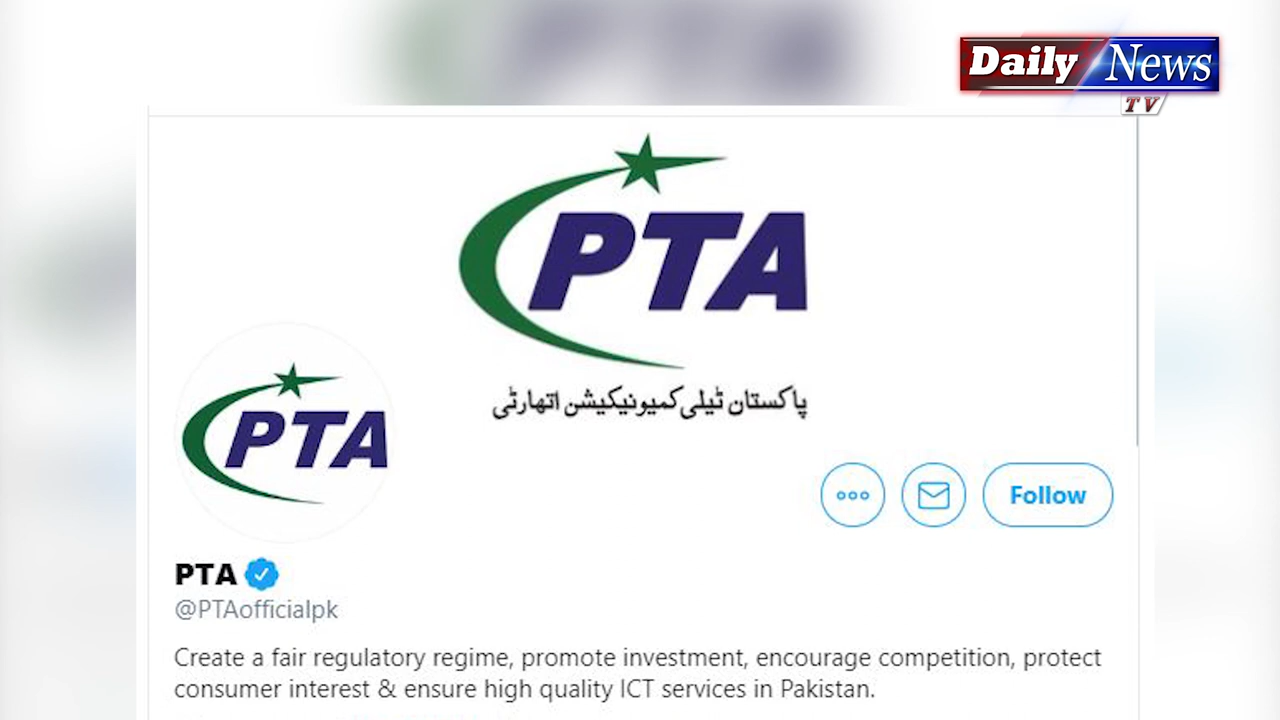 Daily News
TV
PTA
پاکستان ٹیلی کمیونیکیشن اتھارٹی
PTA
Follow
PTA
@PTAofficialpk
Create a fair regulatory regime, promote investment, encourage competition, protect
consumer interest & ensure high quality ICT services in Pakistan.